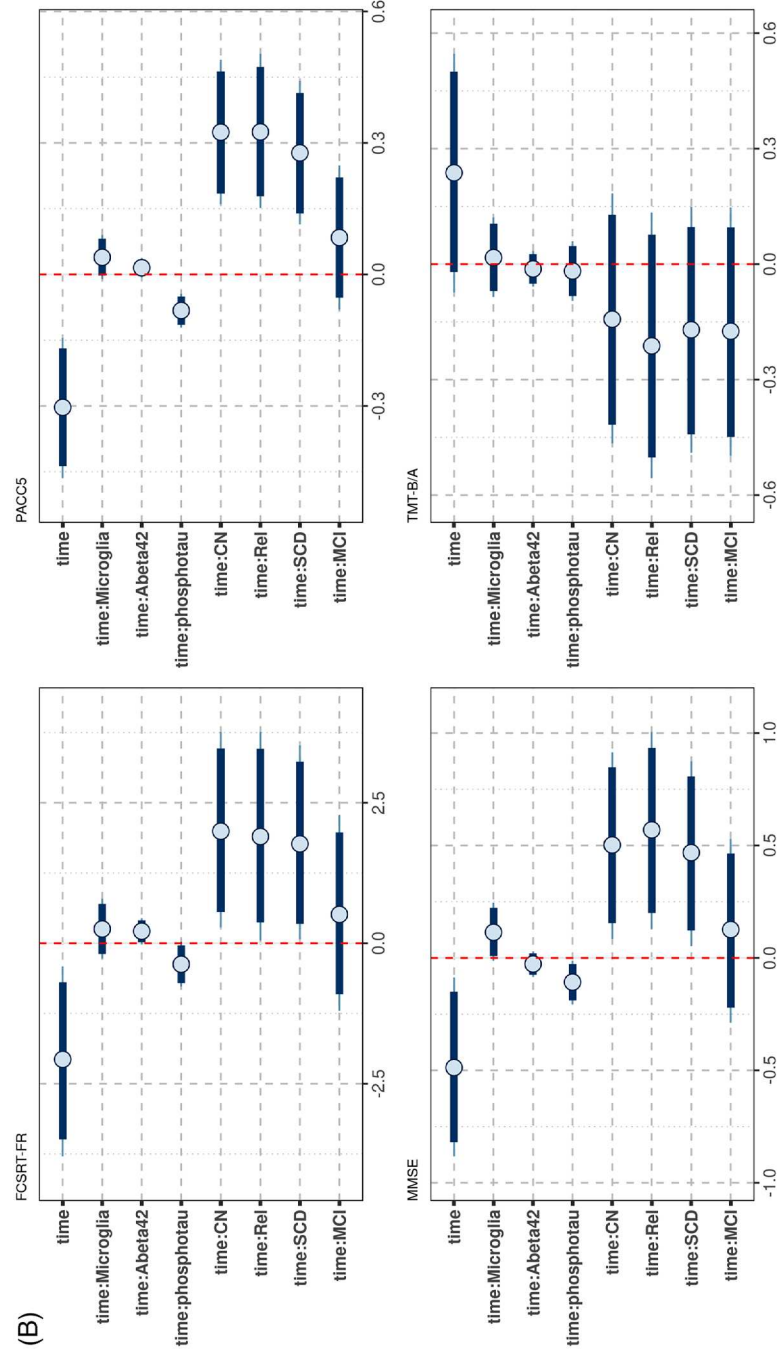 (B)
FCSRT-FR
time
time:Microglia
time:Abeta42
time:phosphotau
time:CN
time:Rel
time:SCD
time:MCI
-2.5 0.0 2.5
PACC5
time
time:Microglia
time:Abeta42
time:phosphotau
time:CN
time:Rel
time:SCD
time:MCI
-0.3 0.0 0.3 0.6
MMSE
time
time:Microglia
time:Abeta42
time:phosphotau
time:CN
time:Rel
time:SCD
time:MCI
-1.0 -0.5 0.0 0.5 1.0
TMT-B/A
time
time:Microglia
time:Abeta42
time:phosphotau
time:CN
time:Rel
time:SCD
time:MCI
-0.6 -0.3 0.0 0.3 0.6